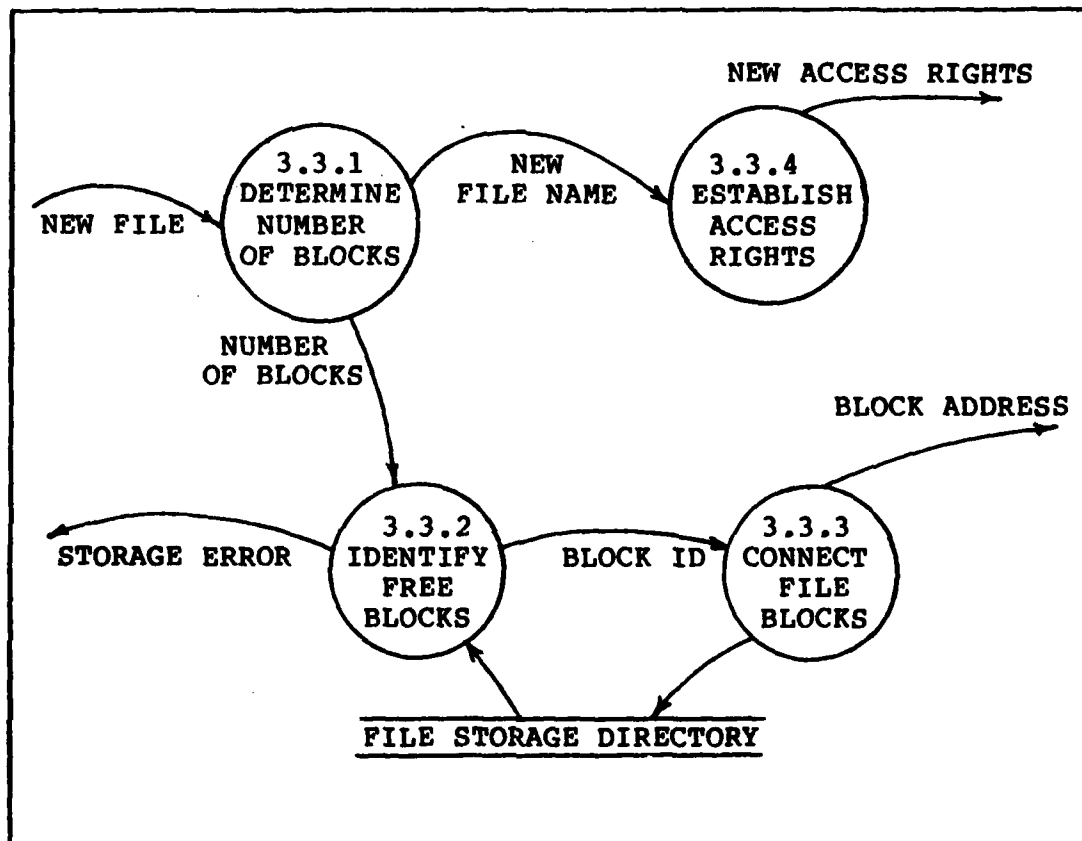 NEW ACCESS RIGHTS
3.3.1
DETERMINE
NUMBER
OF BLOCKS
NEW
FILE NAME
3.3.4
ESTABLISH
ACCESS
RIGHTS
NEW FILE
NUMBER
OF BLOCKS
BLOCK ADDRESS
STORAGE ERROR
3.3.2
IDENTIFY
FREE
BLOCKS
BLOCK ID
3.3.3
CONNECT
FILE
BLOCKS
FILE STORAGE DIRECTORY